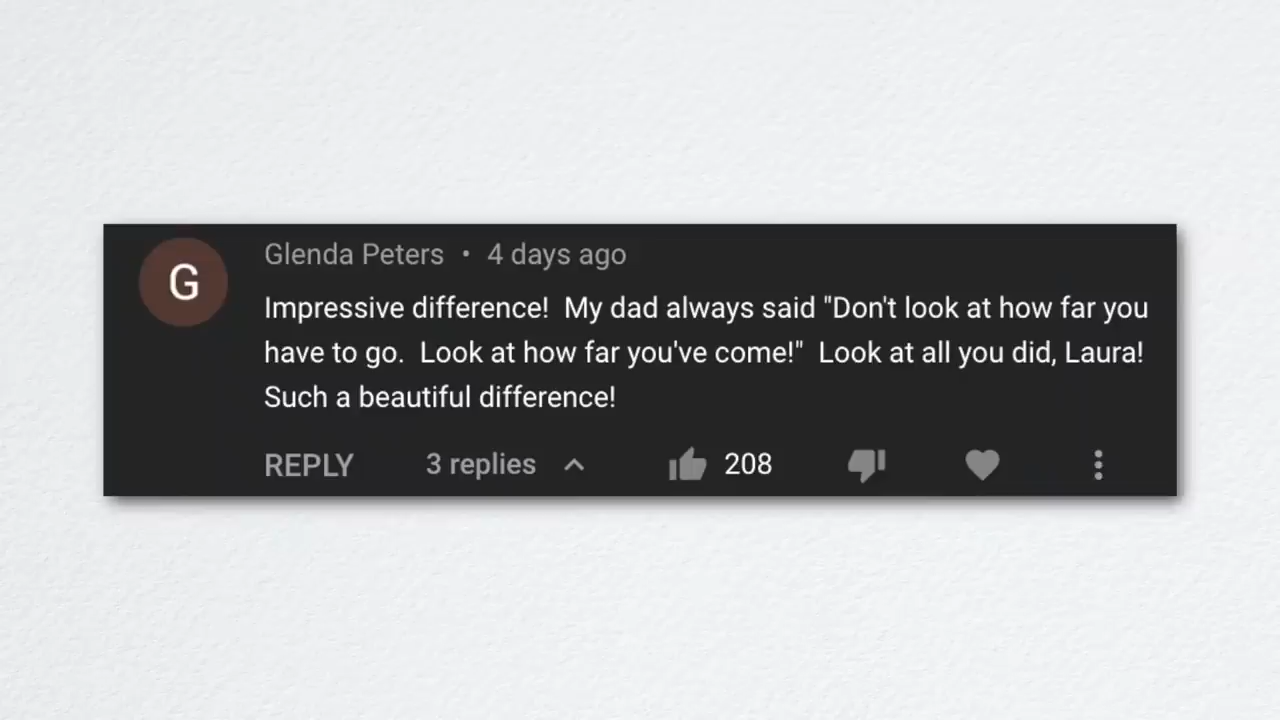 G
Glenda Peters • 4 days ago
Impressive difference!  My dad always said "Don't look at how far you
have to go.  Look at how far you've come!"  Look at all you did, Laura!
Such a beautiful difference!
REPLY 3 replies 208